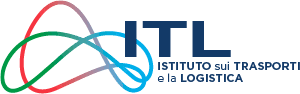 ITL
ISTITUTO sui TRASPORTI
e la LOGISTICA